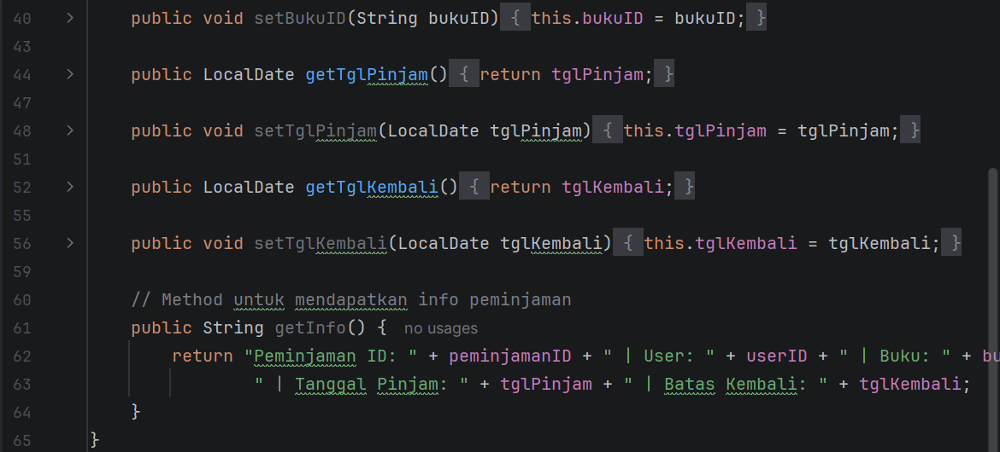 40 public void setBukuID(String bukuID) { this.bukuID = bukuID; }
43
44 public LocalDate getTglPinjam() { return tglPinjam; }
47
48 public void setTglPinjam(LocalDate tglPinjam) { this.tglPinjam = tglPinjam; }
51
52 public LocalDate getTglKembali() { return tglKembali; }
55
56 public void setTglKembali(LocalDate tglKembali) { this.tglKembali = tglKembali; }
59
60 // Method untuk mendapatkan info peminjaman
61 public String getInfo() { no usages
62 return "Peminjaman ID: " + peminjamanID + " | User: " + userID + " | Buku: " + bu
63 " | Tanggal Pinjam: " + tglPinjam + " | Batas Kembali: " + tglKembali;
64 }
65 }